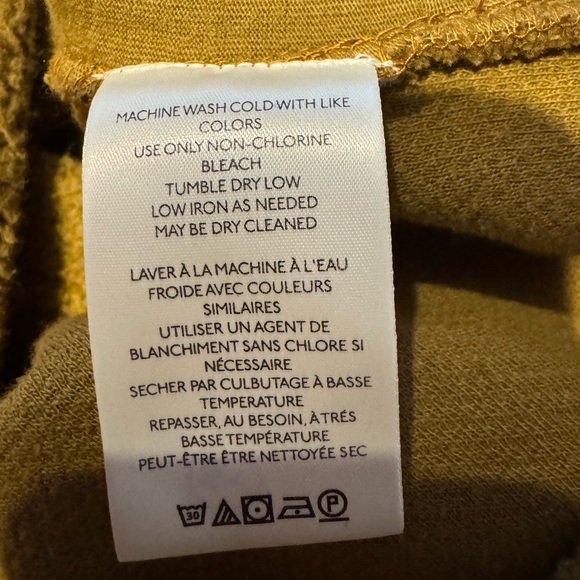 MACHINE WASH COLD WITH LIKE
COLORS
USE ONLY NON-CHLORINE
BLEACH
TUMBLE DRY LOW
LOW IRON AS NEEDED
MAY BE DRY CLEANED
LAVER À LA MACHINE À L'EAU
FROIDE AVEC COULEURS
SIMILAIRES
UTILISER UN AGENT DE
BLANCHIMENT SANS CHLORE SI
NÉCESSAIRE
SECHER PAR CULBUTAGE À BASSE
TEMPERATURE
REPASSER, AU BESOIN, À TRÉS
BASSE TEMPÉRATURE
PEUT-ÊTRE ÊTRE NETTOYÉE SEC
30 P